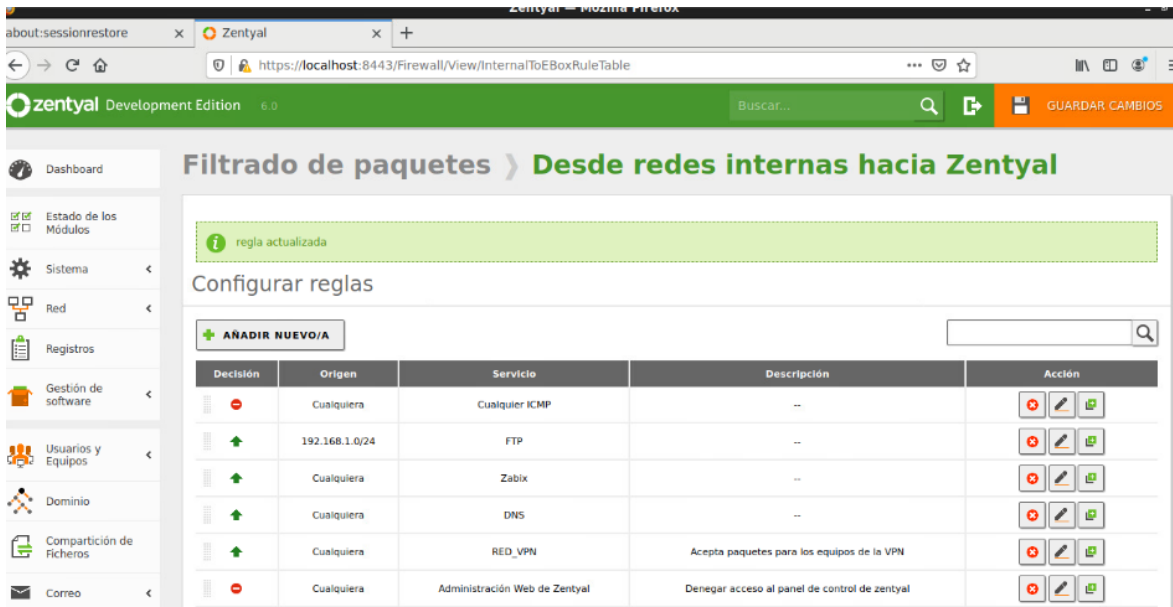 Zentyal — Mozilla Firefox
about:sessionrestore
Zentyal
https://localhost:8443/Firewall/View/InternalToEBoxRuleTable
zentyal Development Edition 6.0
Buscar...
GUARDAR CAMBIOS
Dashboard
Estado de los
Módulos
Sistema
Red
Registros
Gestión de
software
Usuarios y
Equipos
Dominio
Compartición de
Ficheros
Correo
Filtrado de paquetes ❭ Desde redes internas hacia Zentyal
regla actualizada
Configurar reglas
AÑADIR NUEVO/A
Decisión Origen Servicio Descripción Acción
Cualquiera Cualquier ICMP --
192.168.1.0/24 FTP --
Cualquiera Zabix --
Cualquiera DNS --
Cualquiera RED_VPN Acepta paquetes para los equipos de la VPN
Cualquiera Administración Web de Zentyal Denegar acceso al panel de control de zentyal